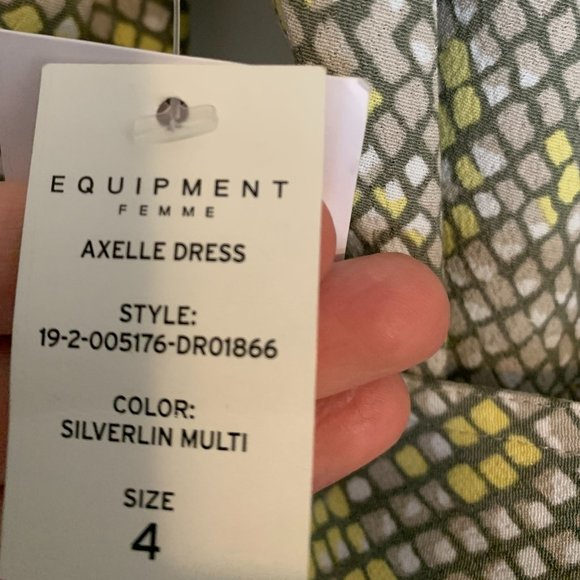 EQUIPMENT
FEMME
AXELLE DRESS
STYLE:
19-2-005176-DR01866
COLOR:
SILVERLIN MULTI
SIZE
4